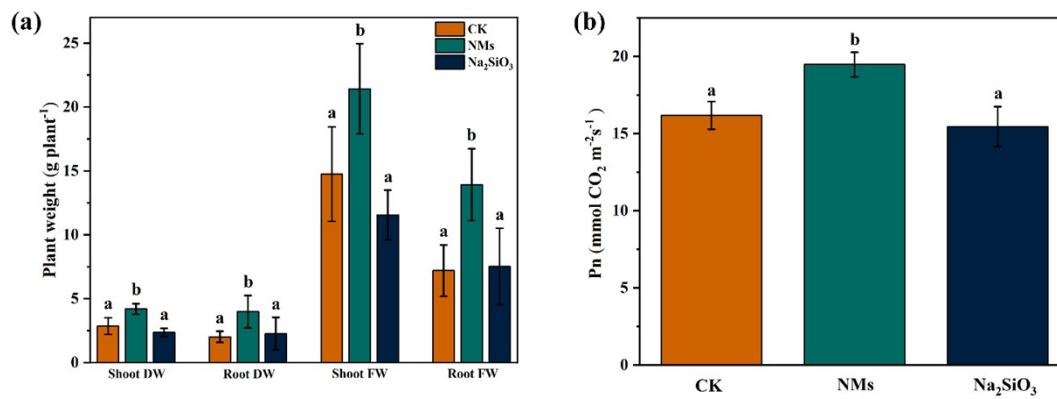 (a)
Plant weight (g plant⁻¹)
25
20
15
10
5
0
CK
NMs
Na₂SiO₃
a
b
a
a
b
a
a
b
a
a
b
a
Shoot DW
Root DW
Shoot FW
Root FW
(b)
Pn (mmol CO₂ m⁻²s⁻¹)
20
15
10
5
0
a
b
a
CK
NMs
Na₂SiO₃